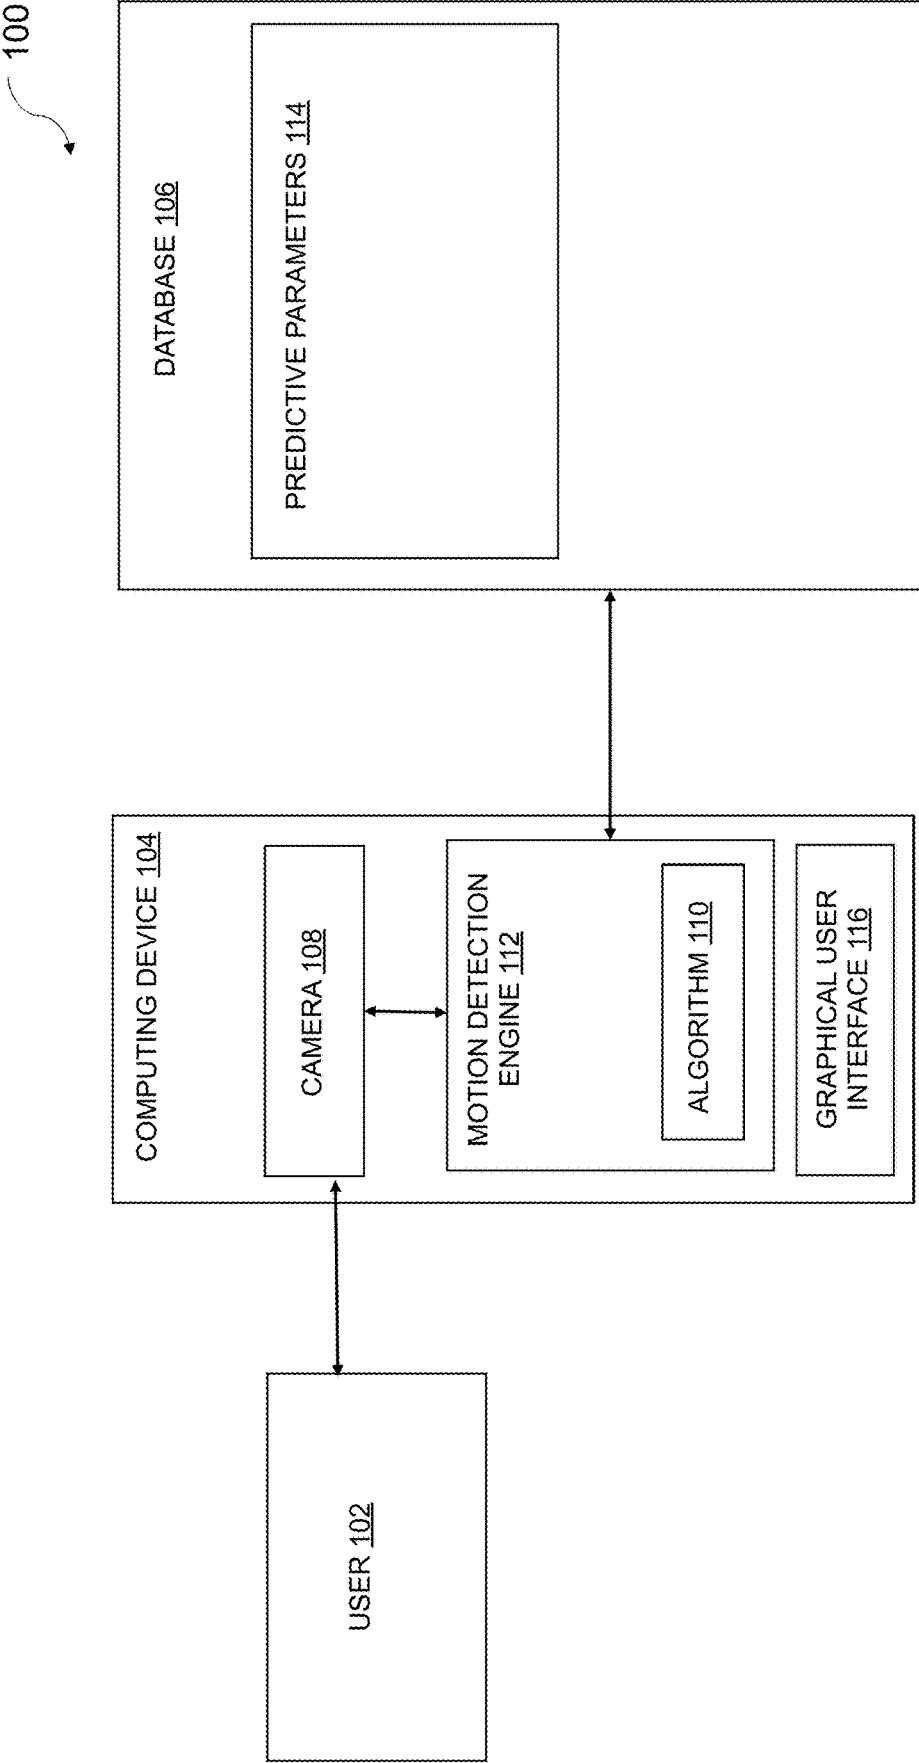 100
USER 102
COMPUTING DEVICE 104
CAMERA 108
MOTION DETECTION
ENGINE 112
ALGORITHM 110
GRAPHICAL USER
INTERFACE 116
DATABASE 106
PREDICTIVE PARAMETERS 114